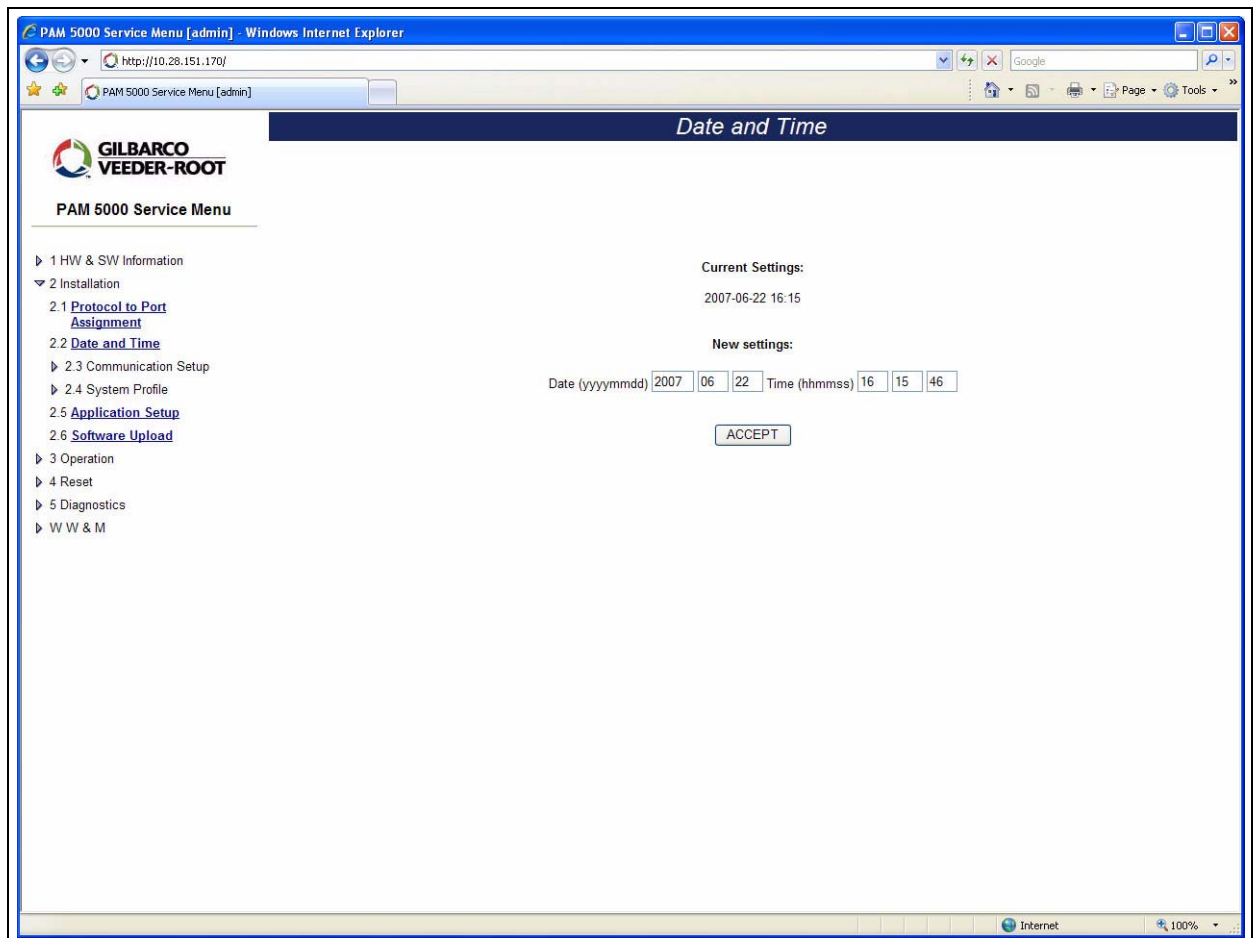 PAM 5000 Service Menu [admin] - Windows Internet Explorer
http://10.28.151.170/
Google
PAM 5000 Service Menu [admin]
Page
Tools
»
GILBARCO
VEEDER-ROOT
PAM 5000 Service Menu
1 HW & SW Information
2 Installation
2.1 Protocol to Port
Assignment
2.2 Date and Time
2.3 Communication Setup
2.4 System Profile
2.5 Application Setup
2.6 Software Upload
3 Operation
4 Reset
5 Diagnostics
W W & M
Date and Time
Current Settings:
2007-06-22 16:15
New settings:
Date (yyyymmdd) 2007 06 22 Time (hhmmss) 16 15 46
ACCEPT
Internet
100%